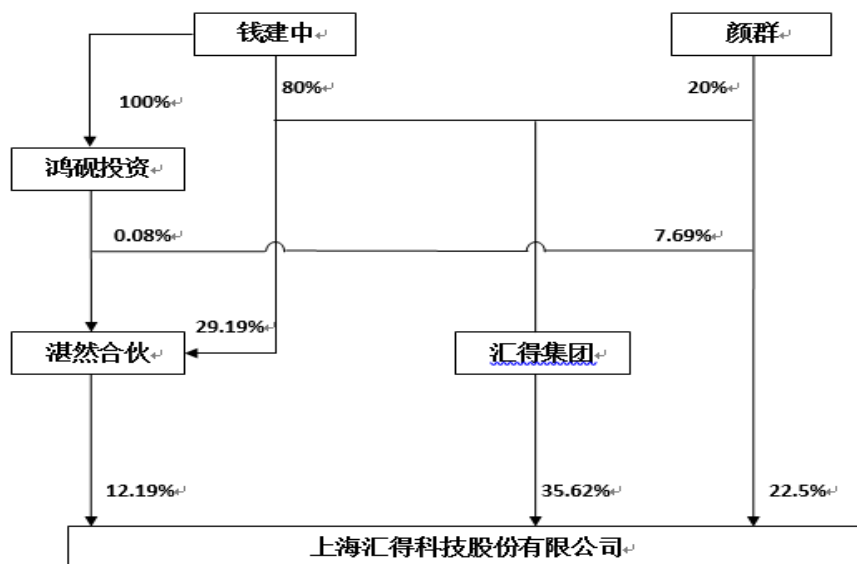 钱建中
颜群
100%
80%
20%
鸿砚投资
0.08%
7.69%
29.19%
湛然合伙
汇得集团
12.19%
35.62%
22.5%
上海汇得科技股份有限公司